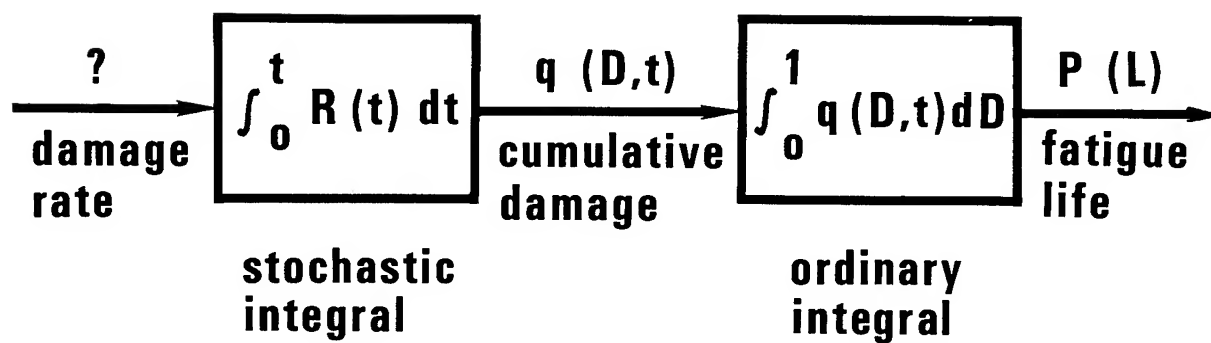 ?
damage
rate
∫₀ᵗ R (t) dt
stochastic
integral
q (D,t)
cumulative
damage
∫₀¹ q (D,t) dD
ordinary
integral
P (L)
fatigue
life